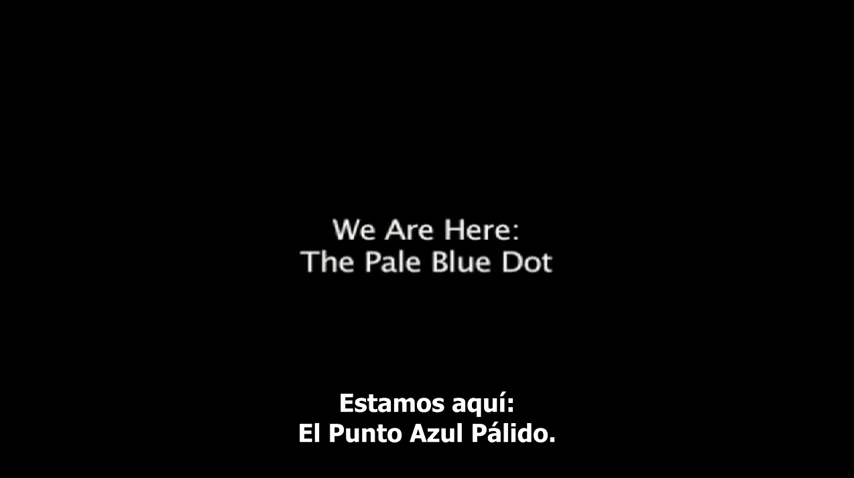 We Are Here:
The Pale Blue Dot
Estamos aquí:
El Punto Azul Pálido.